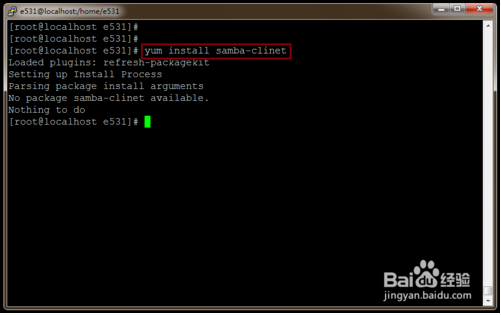 e531@localhost:/home/e531
[root@localhost e531]#
[root@localhost e531]#
[root@localhost e531]# yum install samba-clinet
Loaded plugins: refresh-packagekit
Setting up Install Process
Parsing package install arguments
No package samba-clinet available.
Nothing to do
[root@localhost e531]#
Baidu经验
jingyan.baidu.com